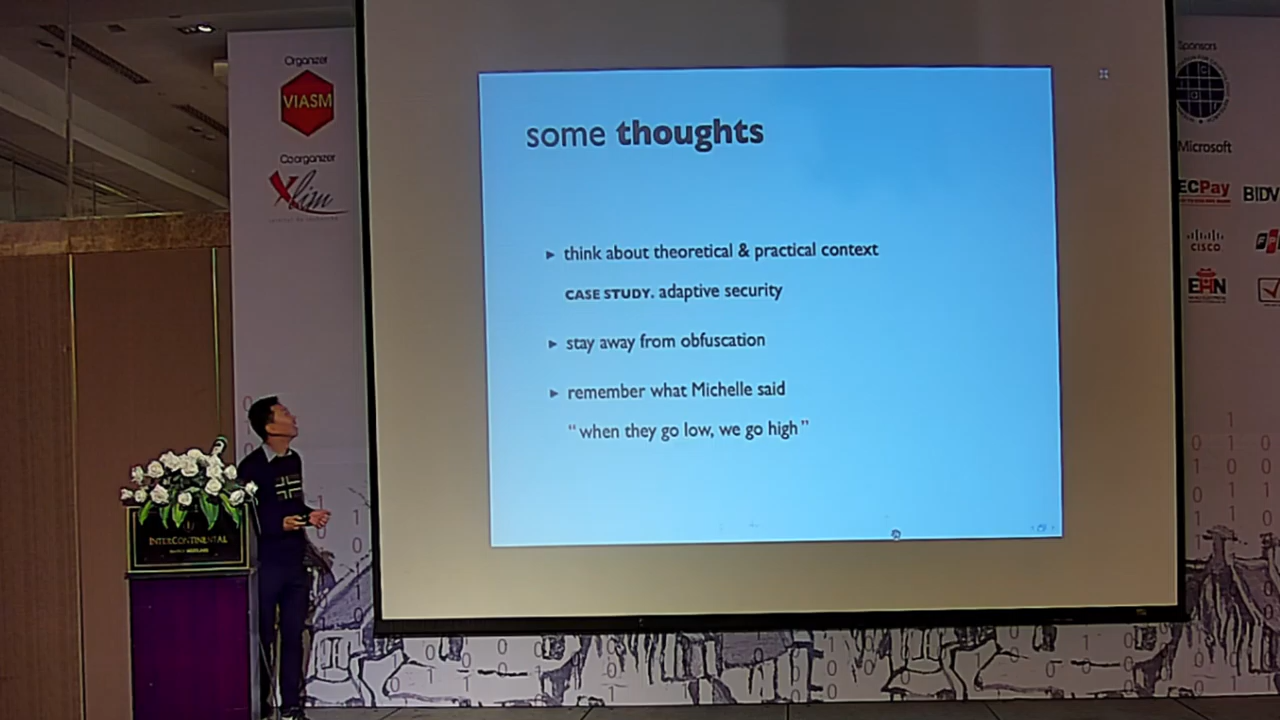 Organizer
VIASM
Coorganizer
Xlim
some thoughts
▸ think about theoretical & practical context
CASE STUDY. adaptive security
▸ stay away from obfuscation
▸ remember what Michelle said
“when they go low, we go high”
INTERCONTINENTAL
Sponsors
Microsoft
ECPay
BIDV
CISCO